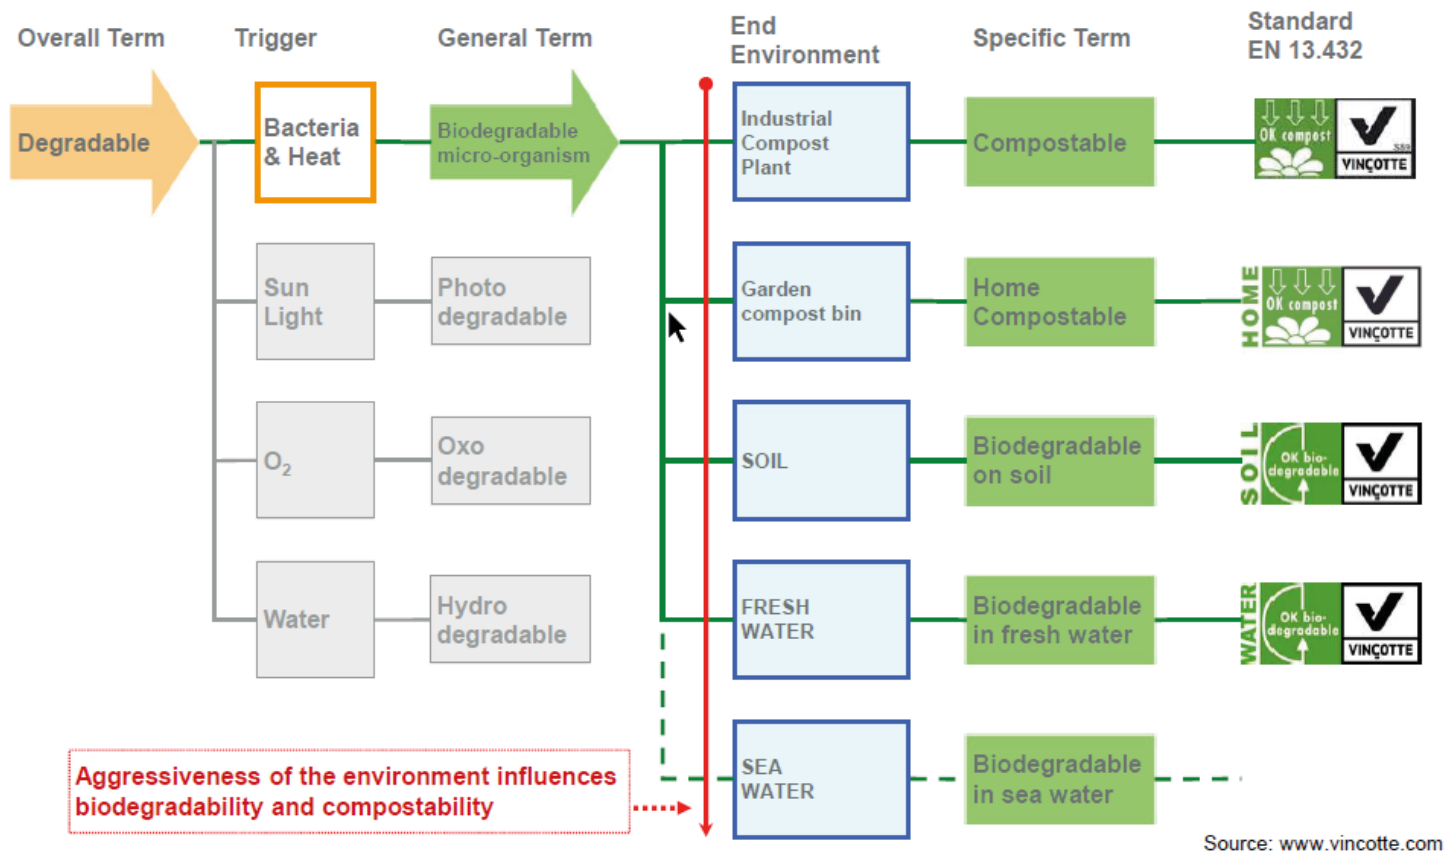 Overall Term
Trigger
General Term
End
Environment
Specific Term
Standard
EN 13.432
Degradable
Bacteria
& Heat
Biodegradable
micro-organism
Industrial
Compost
Plant
Compostable
OK compost
S89
VINÇOTTE
Sun
Light
Photo
degradable
Garden
compost bin
Home
Compostable
HOME
OK compost
VINÇOTTE
O₂
Oxo
degradable
SOIL
Biodegradable
on soil
SOIL
OK bio-
degradable
VINÇOTTE
Water
Hydro
degradable
FRESH
WATER
Biodegradable
in fresh water
WATER
OK bio-
degradable
VINÇOTTE
SEA
WATER
Biodegradable
in sea water
Aggressiveness of the environment influences
biodegradability and compostability
Source: www.vincotte.com